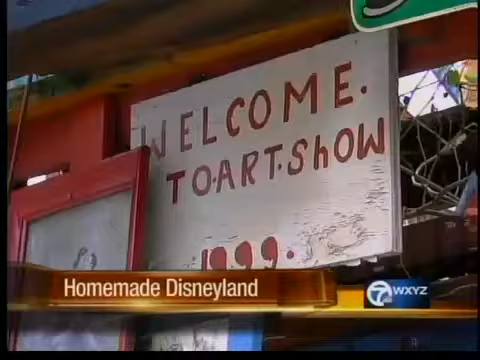 WELCOME.
TO.ART.ShOW
1999.
Homemade Disneyland
7 WXYZ